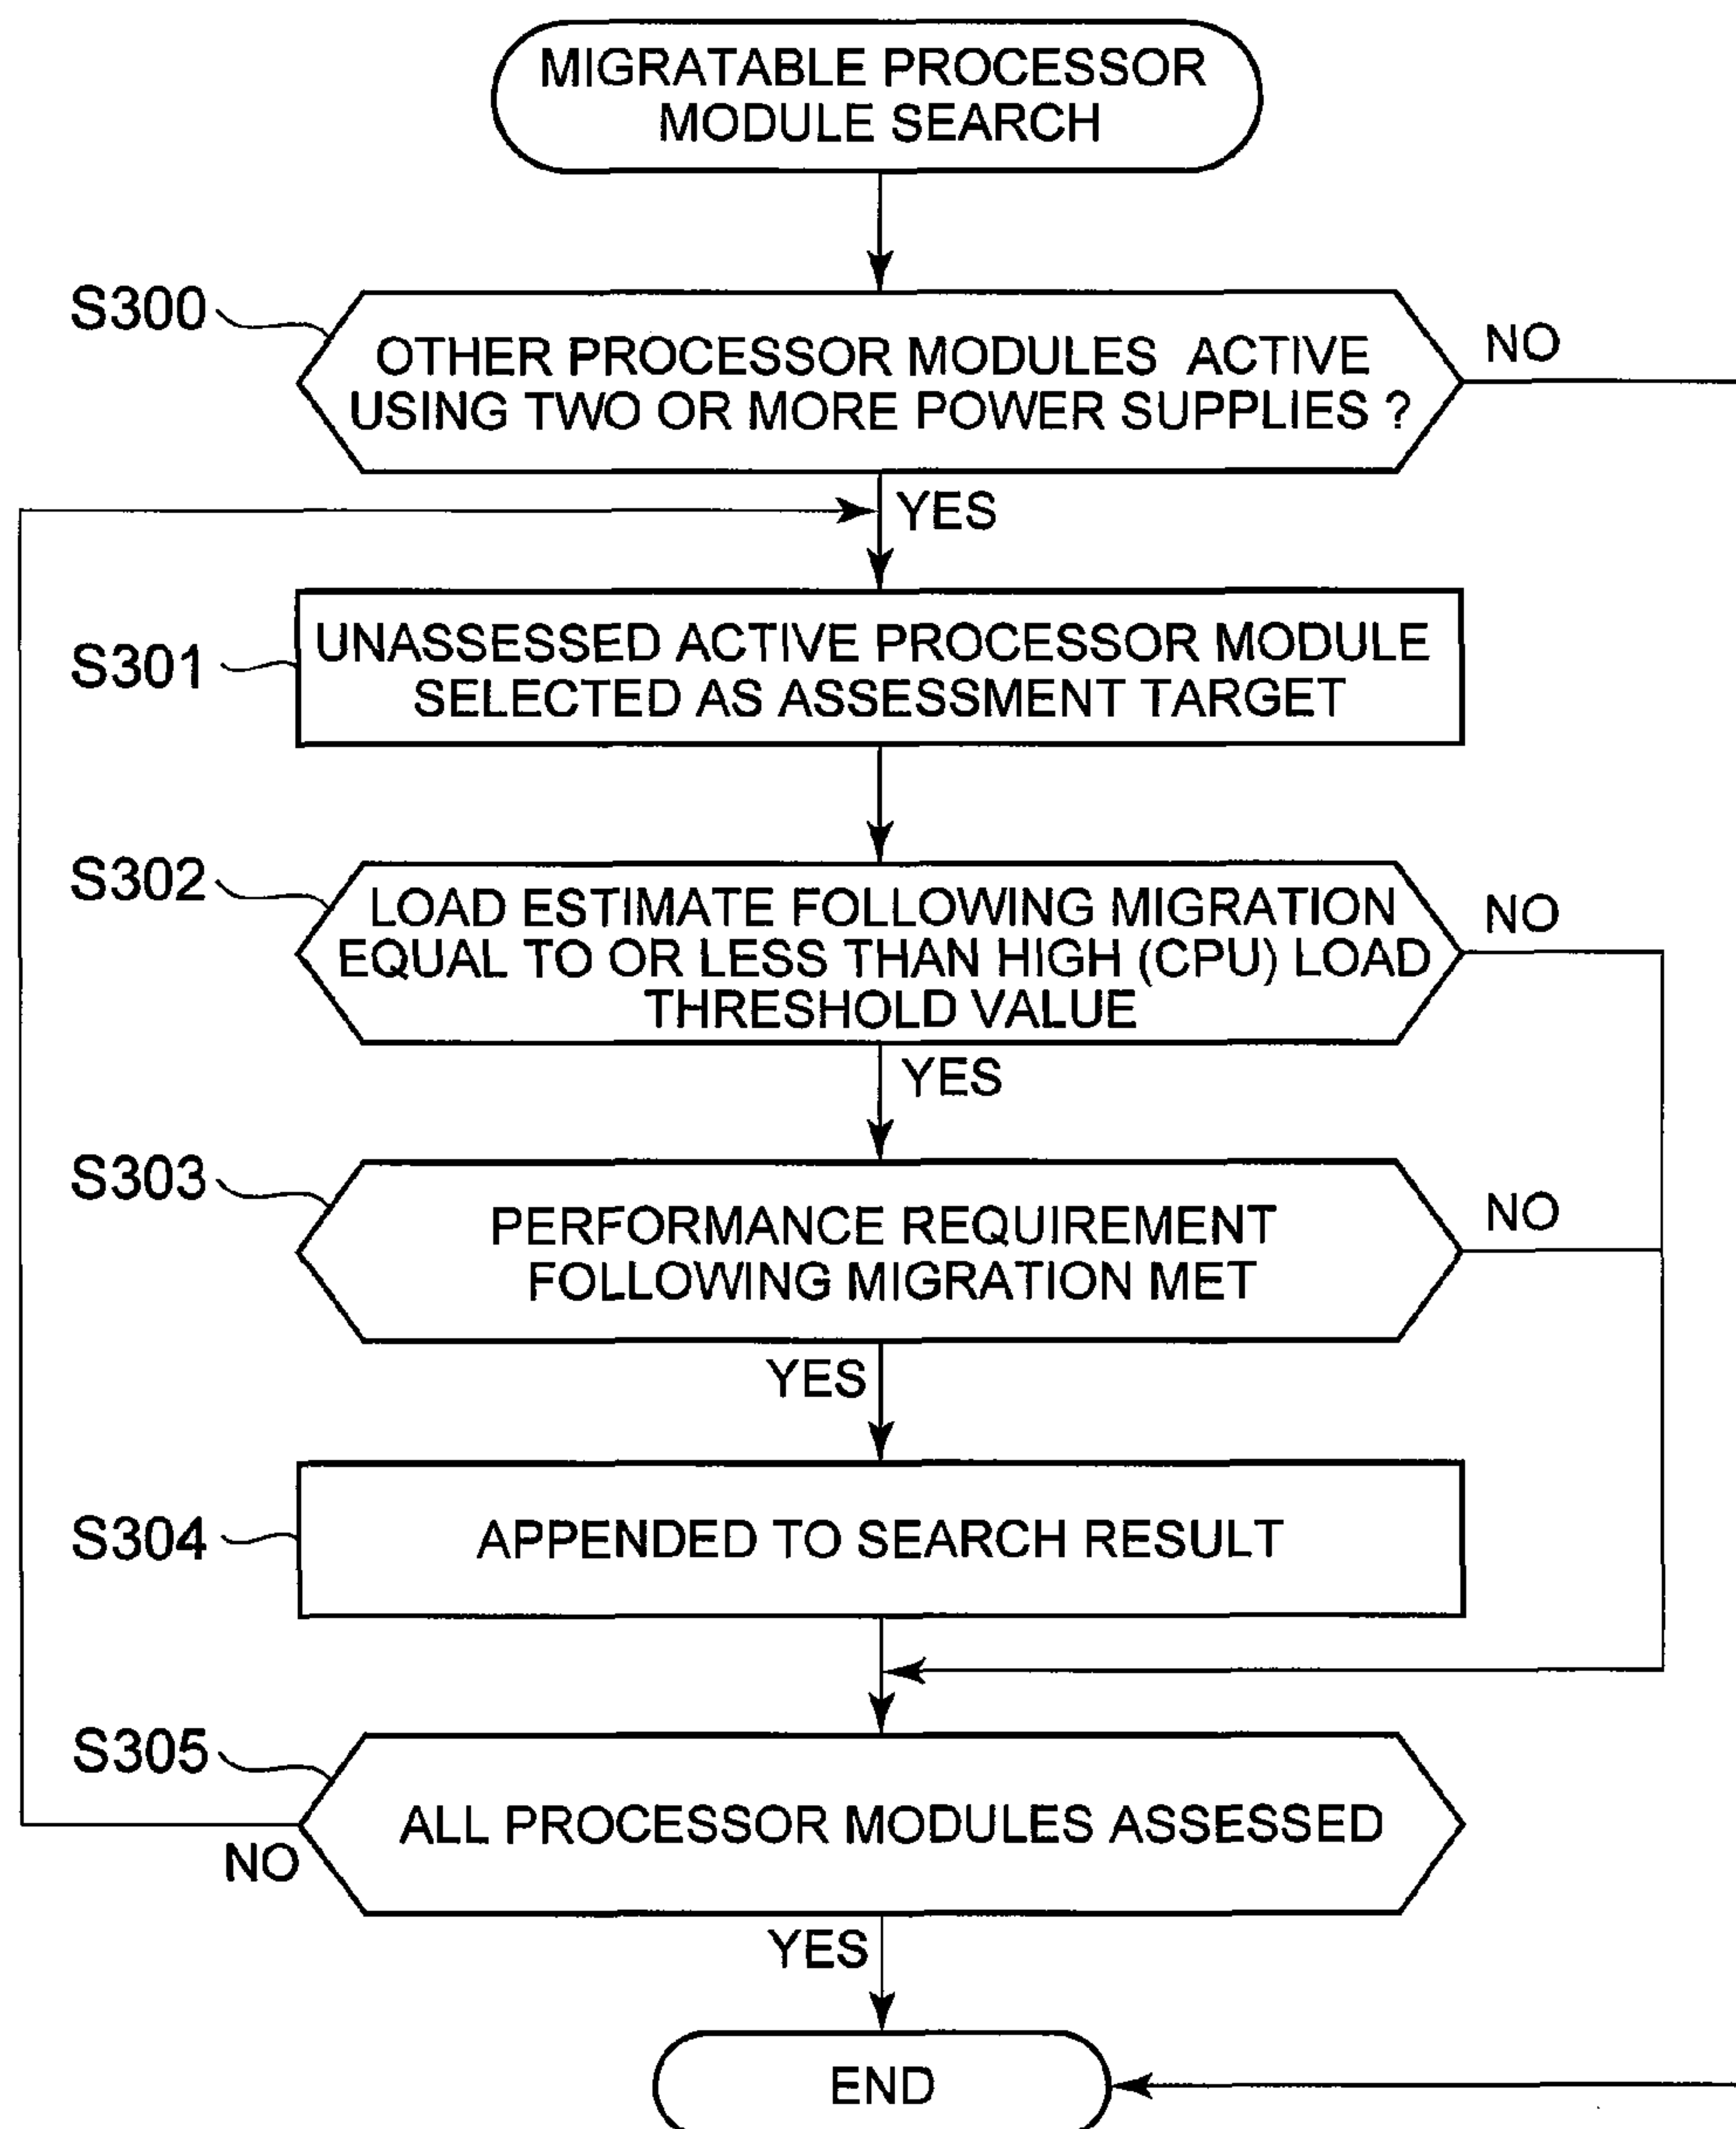 MIGRATABLE PROCESSOR
MODULE SEARCH
S300
OTHER PROCESSOR MODULES ACTIVE
USING TWO OR MORE POWER SUPPLIES ?
NO
YES
S301
UNASSESSED ACTIVE PROCESSOR MODULE
SELECTED AS ASSESSMENT TARGET
S302
LOAD ESTIMATE FOLLOWING MIGRATION
EQUAL TO OR LESS THAN HIGH (CPU) LOAD
THRESHOLD VALUE
NO
YES
S303
PERFORMANCE REQUIREMENT
FOLLOWING MIGRATION MET
NO
YES
S304
APPENDED TO SEARCH RESULT
S305
ALL PROCESSOR MODULES ASSESSED
NO
YES
END